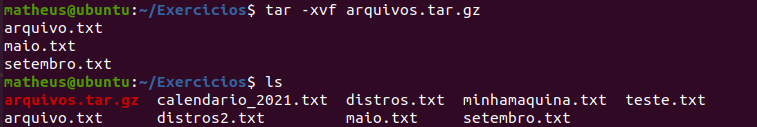 matheus@ubuntu:~/Exercicios$ tar -xvf arquivos.tar.gz
arquivo.txt
maio.txt
setembro.txt
matheus@ubuntu:~/Exercicios$ ls
arquivos.tar.gz  calendario_2021.txt  distros.txt  minhamaquina.txt  teste.txt
arquivo.txt      distros2.txt         maio.txt     setembro.txt